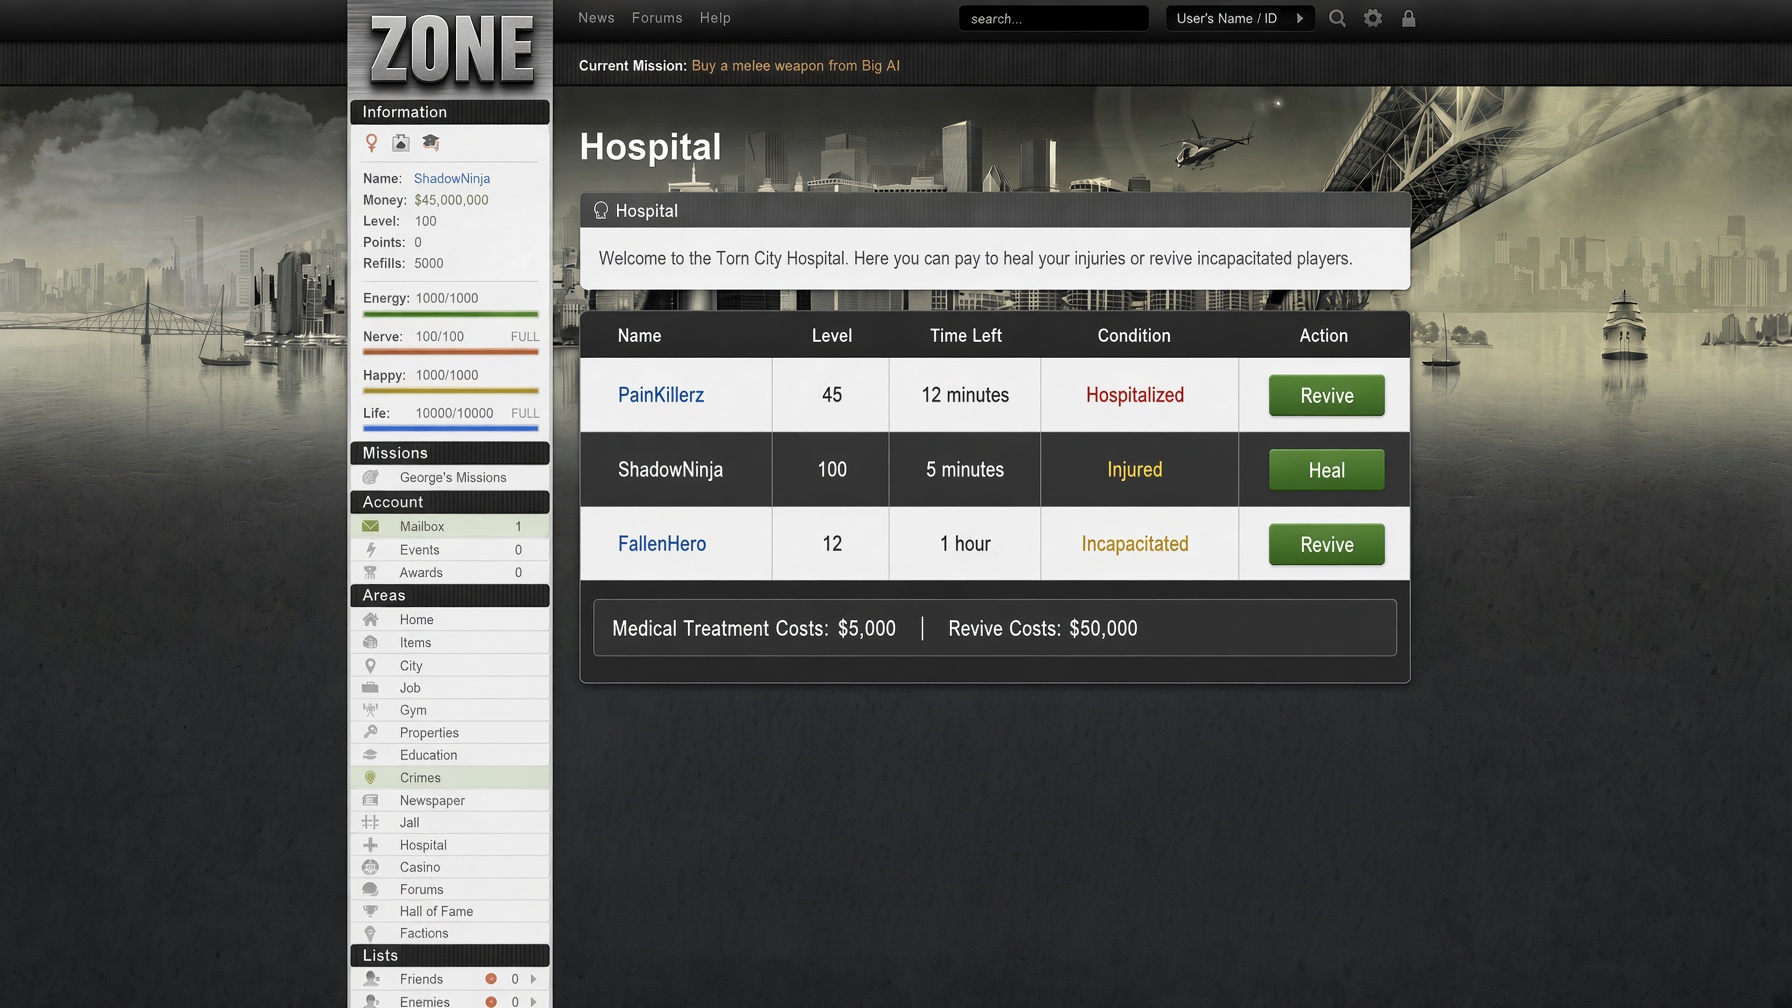 ZONE
News Forums Help
search...
User's Name / ID
Current Mission: Buy a melee weapon from Big AI
Information
Name: ShadowNinja
Money: $45,000,000
Level: 100
Points: 0
Refills: 5000
Energy: 1000/1000
Nerve: 100/100 FULL
Happy: 1000/1000
Life: 10000/10000 FULL
Missions
George's Missions
Account
Mailbox 1
Events 0
Awards 0
Areas
Home
Items
City
Job
Gym
Properties
Education
Crimes
Newspaper
Jall
Hospital
Casino
Forums
Hall of Fame
Factions
Lists
Friends 0
Enemies 0
Hospital
Hospital
Welcome to the Torn City Hospital. Here you can pay to heal your injuries or revive incapacitated players.
Name Level Time Left Condition Action
PainKillerz 45 12 minutes Hospitalized Revive
ShadowNinja 100 5 minutes Injured Heal
FallenHero 12 1 hour Incapacitated Revive
Medical Treatment Costs: $5,000 | Revive Costs: $50,000